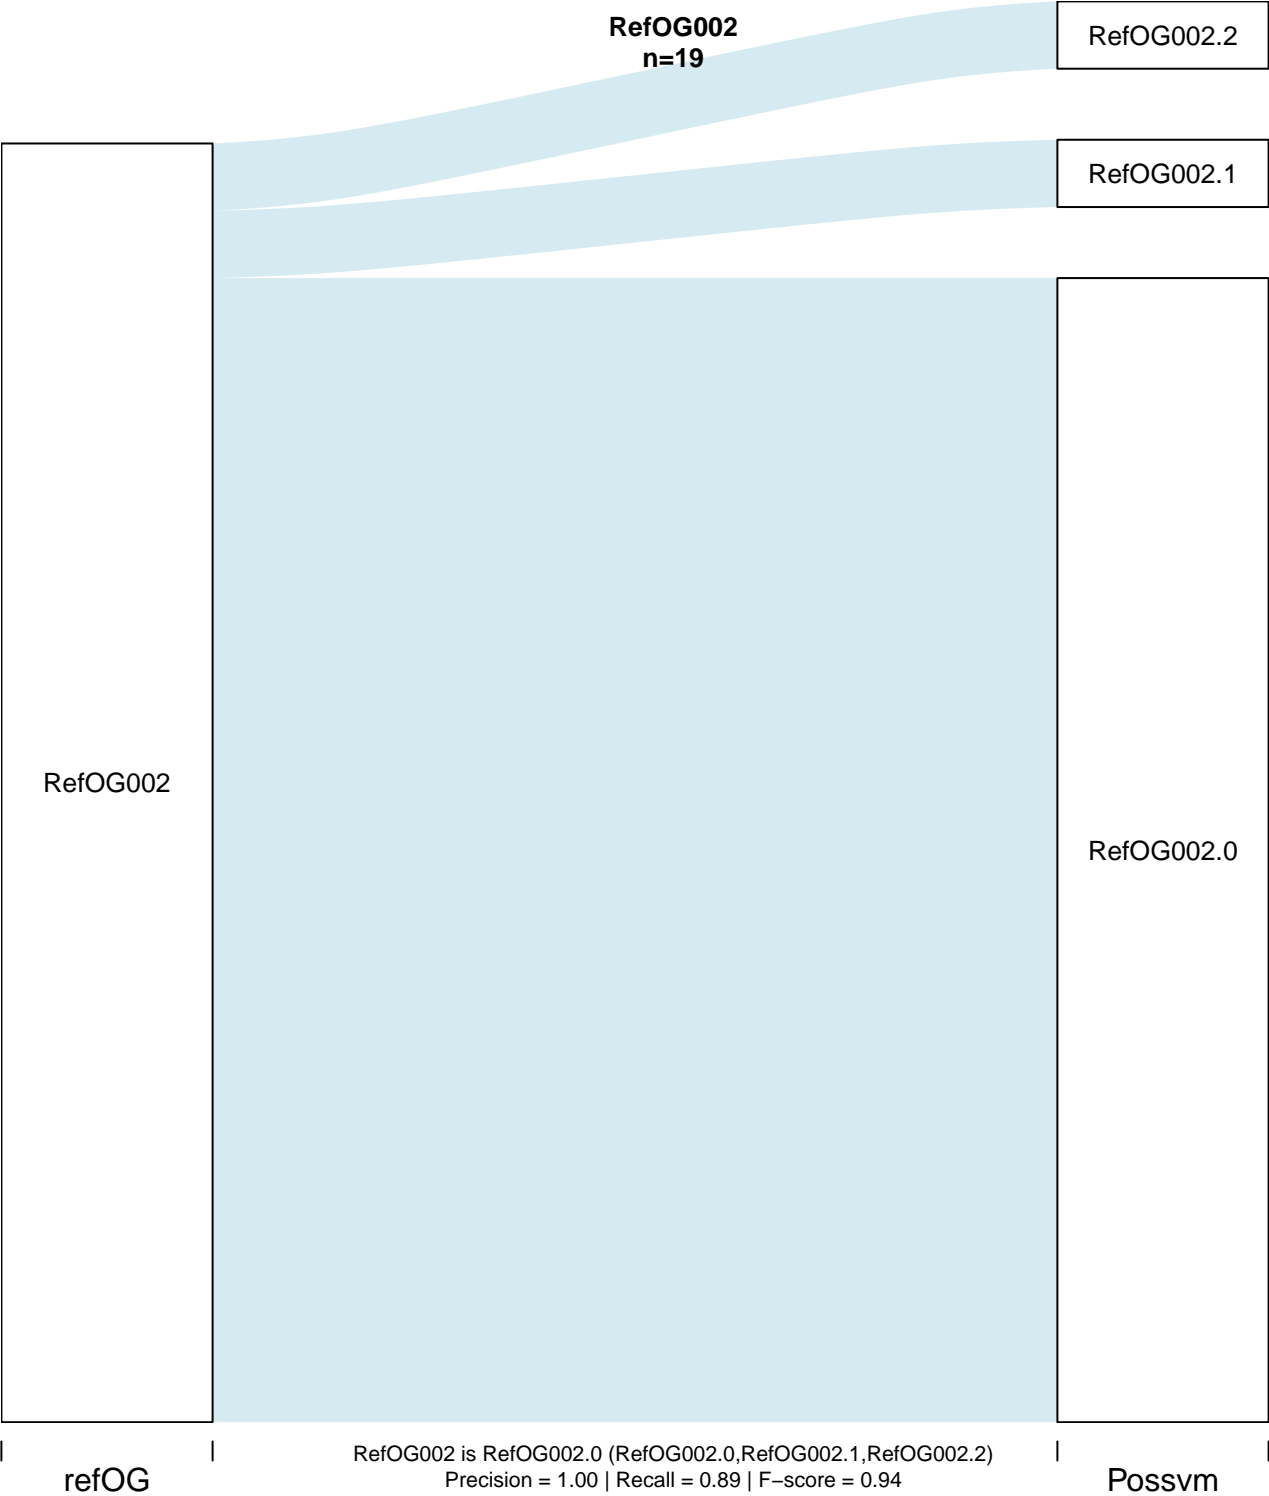 RefOG002
n=19
RefOG002.2
RefOG002.1
RefOG002
RefOG002.0
RefOG002 is RefOG002.0 (RefOG002.0,RefOG002.1,RefOG002.2)
Precision = 1.00 | Recall = 0.89 | F−score = 0.94
refOG
Possvm